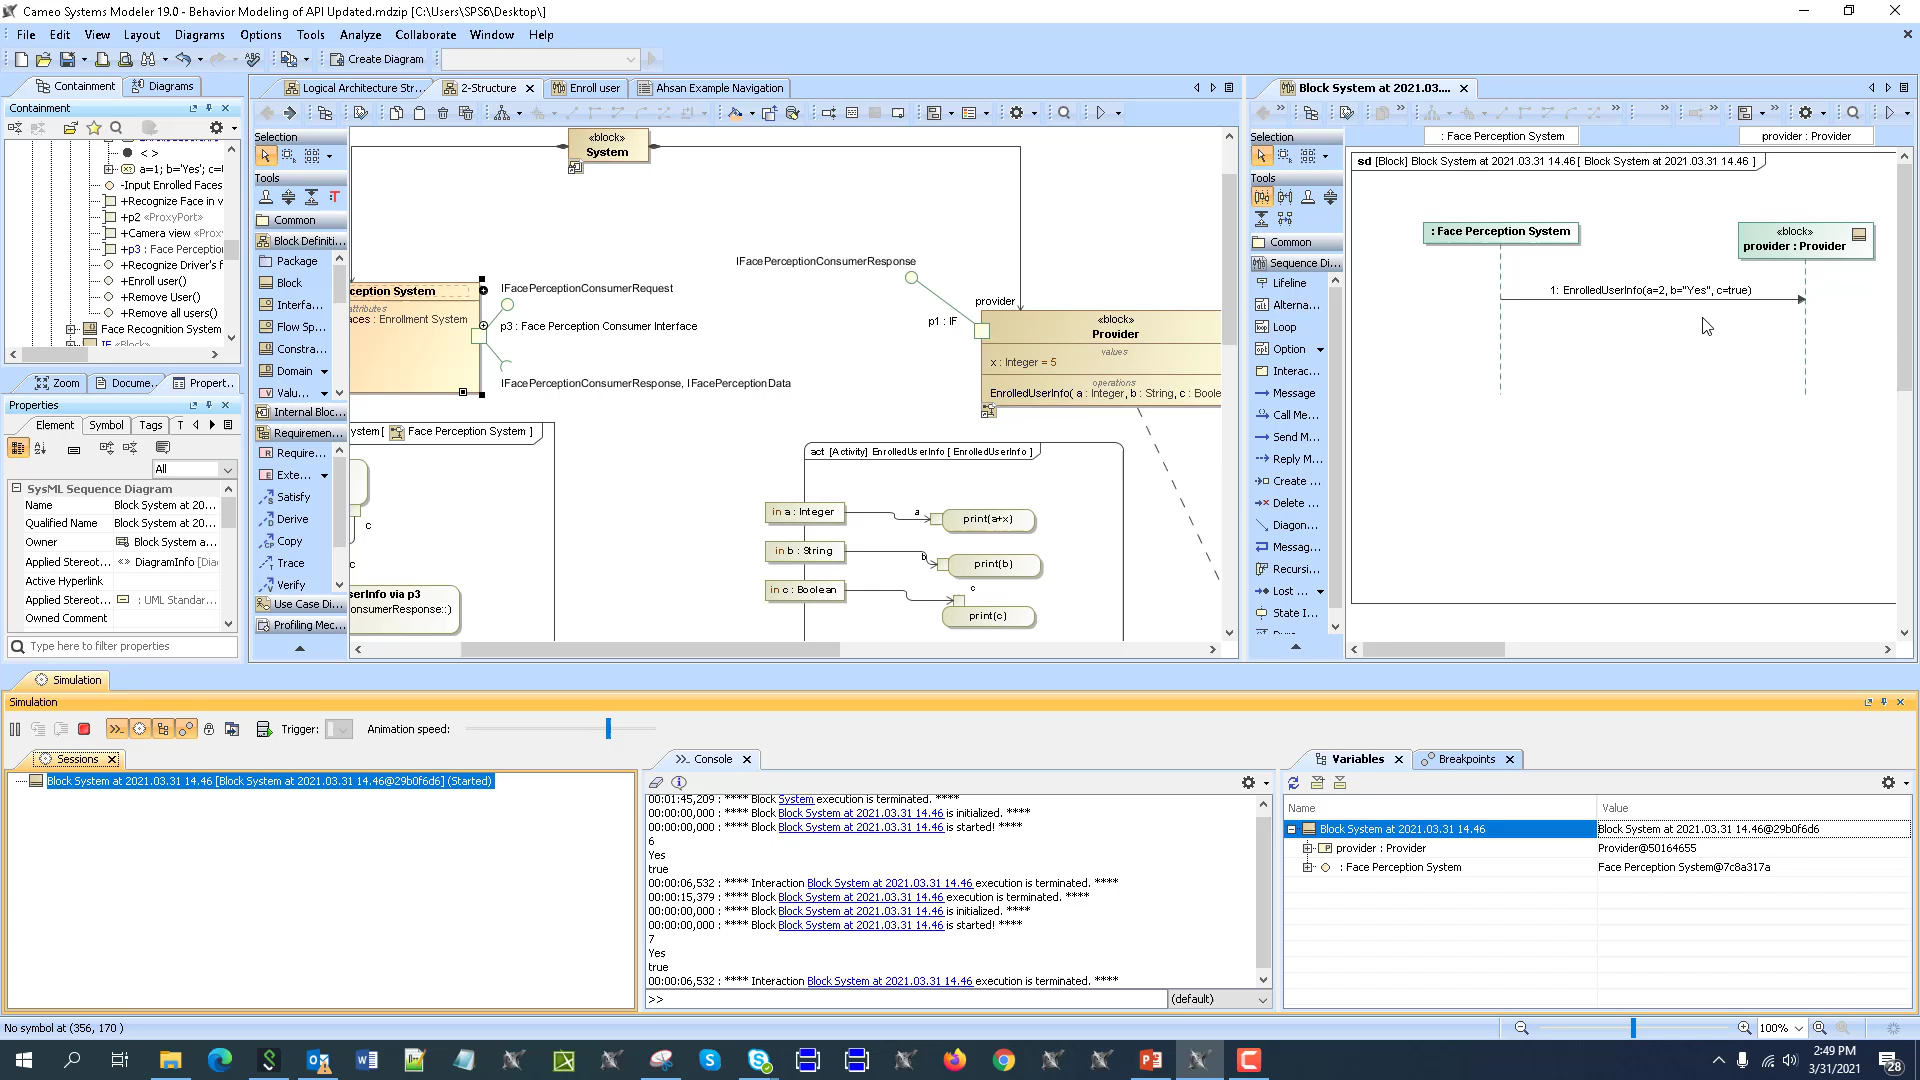 Cameo Systems Modeler 19.0 - Behavior Modeling of API Updated.mdzip [C:\Users\SPS6\Desktop\]
File Edit View Layout Diagrams Options Tools Analyze Collaborate Window Help
Create Diagram
Containment Diagrams
Containment
< >
a=1; b='Yes'; c=
-Input Enrolled Faces
+Recognize Face in v
+p2 «ProxyPort»
+Camera view «Prox
+p3 : Face Perceptio
+Recognize Driver's f
+Enroll user()
+Remove User()
+Remove all users()
Face Recognition System
IF «Block»
Zoom Docume... Propert...
Properties
Element Symbol Tags T
All
SysML Sequence Diagram
Name Block System at 20...
Qualified Name Block System at 20...
Owner Block System a...
Applied Stereot... <> DiagramInfo [Dia
Active Hyperlink
Applied Stereot... : UML Standar...
Owned Comment
Type here to filter properties
Logical Architecture Str... 2-Structure Enroll user Ahsan Example Navigation
Selection
Tools
Common
Block Definiti...
Package
Block
Interfa...
Flow Sp...
Constra...
Domain
Valu...
Internal Bloc...
Requiremen...
Require...
Exte...
Satisfy
Derive
Copy
Trace
Verify
Use Case Di...
Profiling Mec...
«block»
System
ception System
attributes
aces : Enrollment System
IFacePerceptionConsumerRequest
p3 : Face Perception Consumer Interface
IFacePerceptionConsumerResponse, IFacePerceptionData
IFacePerceptionConsumerResponse
provider
p1 : IF
«block»
Provider
values
x : Integer = 5
operations
EnrolledUserInfo( a : Integer, b : String, c : Boole
ystem[ Face Perception System ]
c
c
serInfo via p3
onsumerResponse::)
act [Activity] EnrolledUserInfo [ EnrolledUserInfo ]
in a : Integer a print(a+x)
in b : String b print(b)
in c : Boolean c print(c)
Block System at 2021.03....
Selection
Tools
Common
Sequence Di...
Lifeline
Alterna...
Loop
Option
Interac...
Message
Call Me...
Send M...
Reply M...
Create ...
Delete ...
Diagon...
Messag...
Recursi...
Lost ...
State I...
: Face Perception System provider : Provider
sd [Block] Block System at 2021.03.31 14.46 [ Block System at 2021.03.31 14.46 ]
: Face Perception System
«block»
provider : Provider
1: EnrolledUserInfo(a=2, b="Yes", c=true)
Simulation
Simulation
Trigger: Animation speed:
Sessions
Block System at 2021.03.31 14.46 [Block System at 2021.03.31 14.46@29b0f6d6] (Started)
Console
00:01:45,209 : **** Block System execution is terminated. ****
00:00:00,000 : **** Block Block System at 2021.03.31 14.46 is initialized. ****
00:00:00,000 : **** Block Block System at 2021.03.31 14.46 is started! ****
6
Yes
true
00:00:06,532 : **** Interaction Block System at 2021.03.31 14.46 execution is terminated. ****
00:00:15,379 : **** Block Block System at 2021.03.31 14.46 execution is terminated. ****
00:00:00,000 : **** Block Block System at 2021.03.31 14.46 is initialized. ****
00:00:00,000 : **** Block Block System at 2021.03.31 14.46 is started! ****
7
Yes
true
00:00:06,532 : **** Interaction Block System at 2021.03.31 14.46 execution is terminated. ****
>> (default)
Variables Breakpoints
Name Value
Block System at 2021.03.31 14.46 Block System at 2021.03.31 14.46@29b0f6d6
provider : Provider Provider@50164655
: Face Perception System Face Perception System@7c8a317a
No symbol at (356, 170 )
100%
2:49 PM
3/31/2021
28